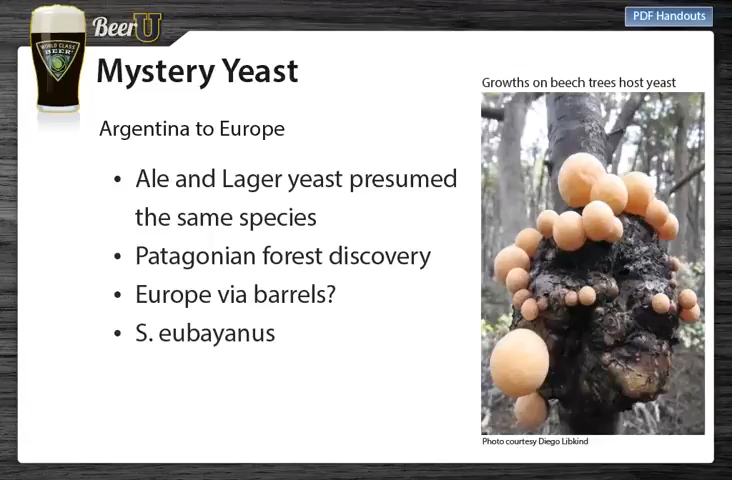 BeerU
PDF Handouts
WORLD CLASS
BEER
Mystery Yeast
Growths on beech trees host yeast
Argentina to Europe
• Ale and Lager yeast presumed
the same species
• Patagonian forest discovery
• Europe via barrels?
• S. eubayanus
Photo courtesy Diego Libkind